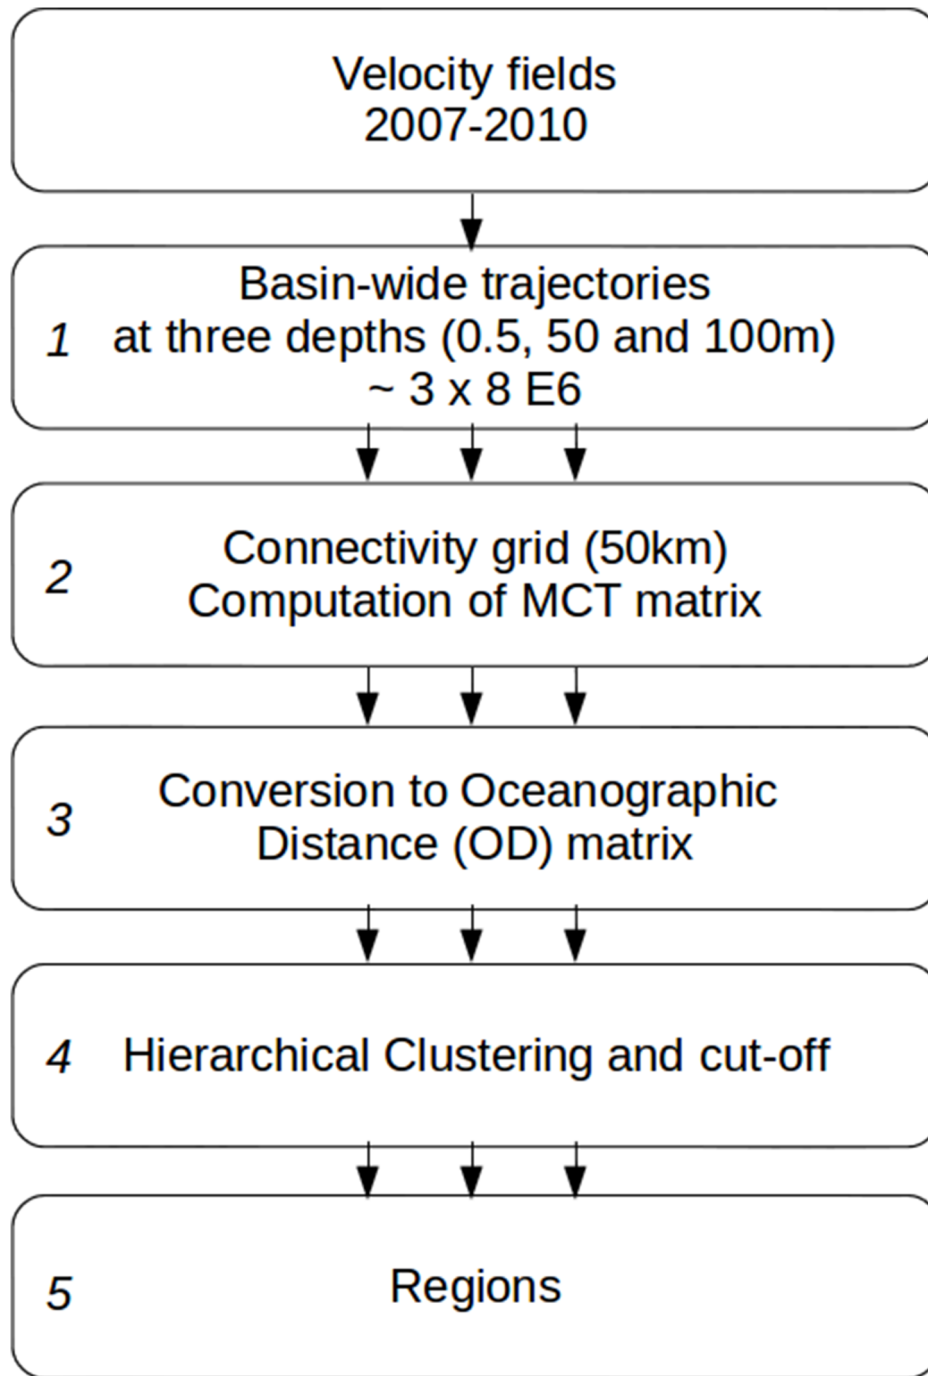 Velocity fields
2007-2010
Basin-wide trajectories
1 at three depths (0.5, 50 and 100m)
~ 3 x 8 E6
2 Connectivity grid (50km)
Computation of MCT matrix
3 Conversion to Oceanographic
Distance (OD) matrix
4 Hierarchical Clustering and cut-off
5 Regions